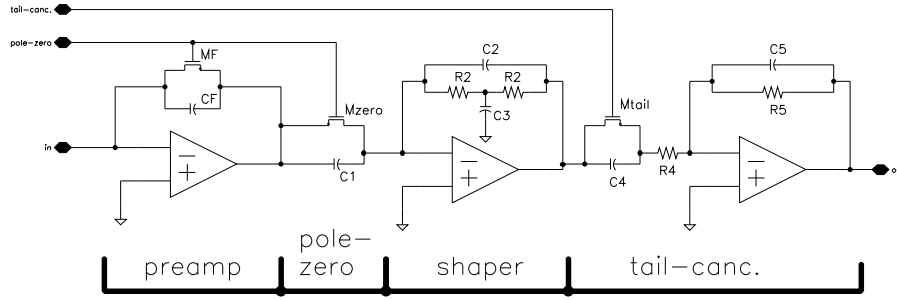 tail-canc.
pole-zero
MF
CF
in
Mzero
C1
C2
R2 R2
C3
Mtail
C4
R4
C5
R5
o
preamp
pole-
zero
shaper
tail-canc.